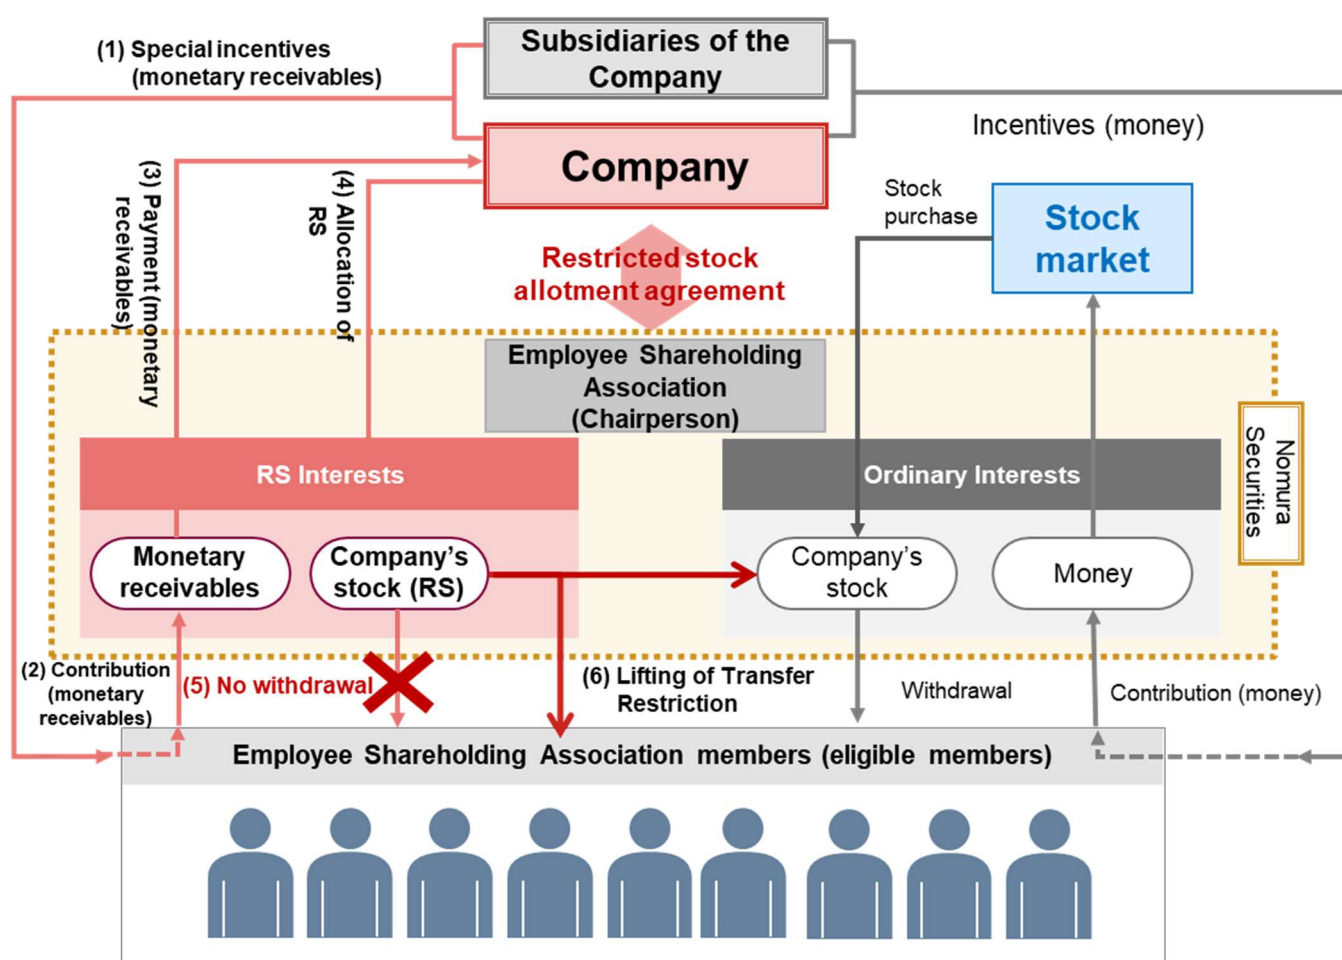 Subsidiaries of the
Company
(1) Special incentives
(monetary receivables)
Company
Incentives (money)
(3) Payment (monetary
receivables)
(4) Allocation of
RS
Stock
purchase
Stock
market
Restricted stock
allotment agreement
Employee Shareholding
Association
(Chairperson)
Nomura
Securities
RS Interests
Ordinary Interests
Monetary
receivables
Company's
stock (RS)
Company's
stock
Money
(2) Contribution
(monetary
receivables)
(5) No withdrawal
(6) Lifting of Transfer
Restriction
Withdrawal
Contribution (money)
Employee Shareholding Association members (eligible members)